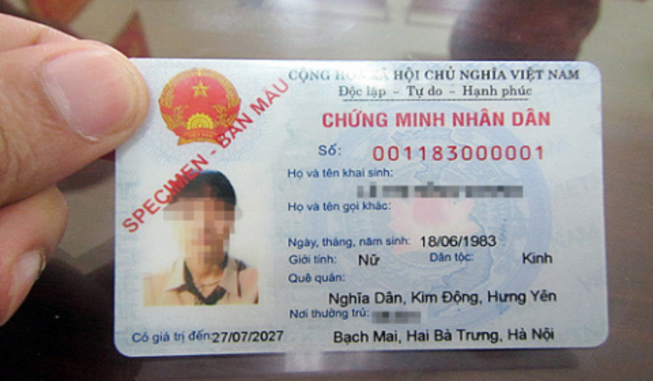 CỘNG HÒA XÃ HỘI CHỦ NGHĨA VIỆT NAM
Độc lập - Tự do - Hạnh phúc
CHỨNG MINH NHÂN DÂN
SPECIMEN - BẢN MẪU
Số: 001183000001
Họ và tên khai sinh:
Họ và tên gọi khác:
Ngày, tháng, năm sinh: 18/06/1983
Giới tính: Nữ Dân tộc: Kinh
Quê quán:
Nghĩa Dân, Kim Động, Hưng Yên
Nơi thường trú:
Bạch Mai, Hai Bà Trưng, Hà Nội
Có giá trị đến: 27/07/2027